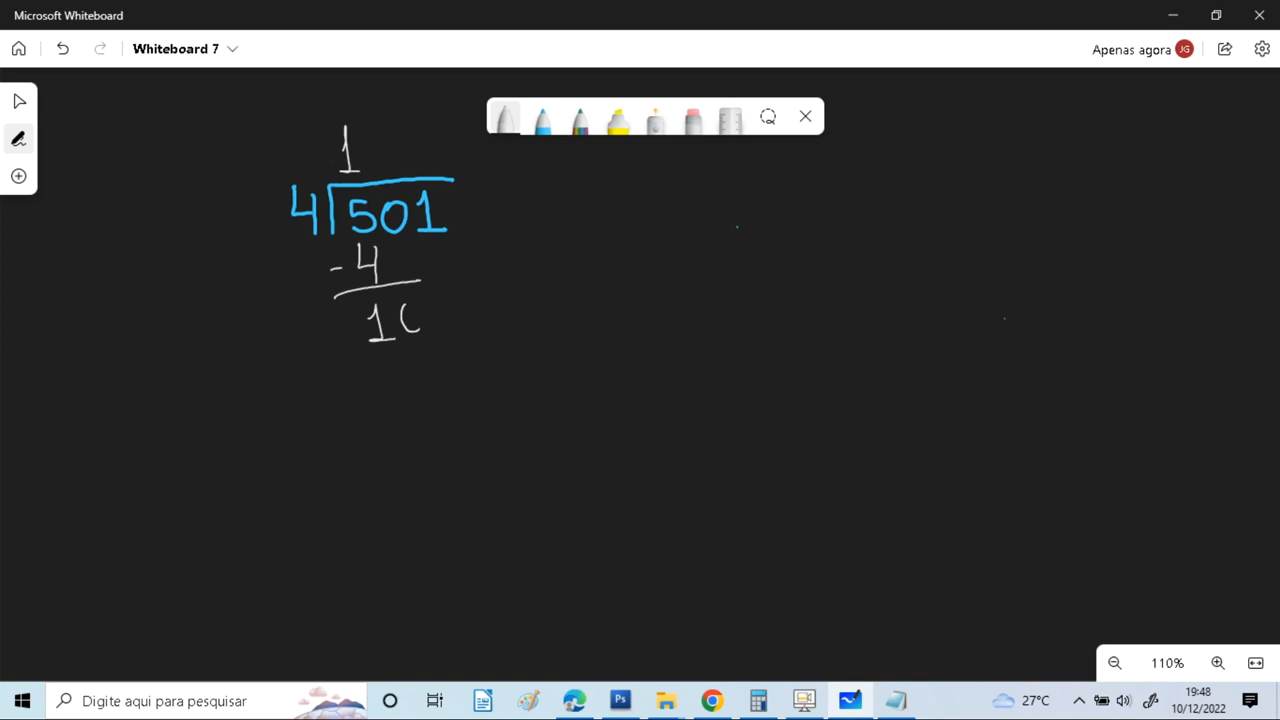 Microsoft Whiteboard
Whiteboard 7
Apenas agora JG
1
4 501
- 4
1 0
110%
Digite aqui para pesquisar
27°C
19:48
10/12/2022